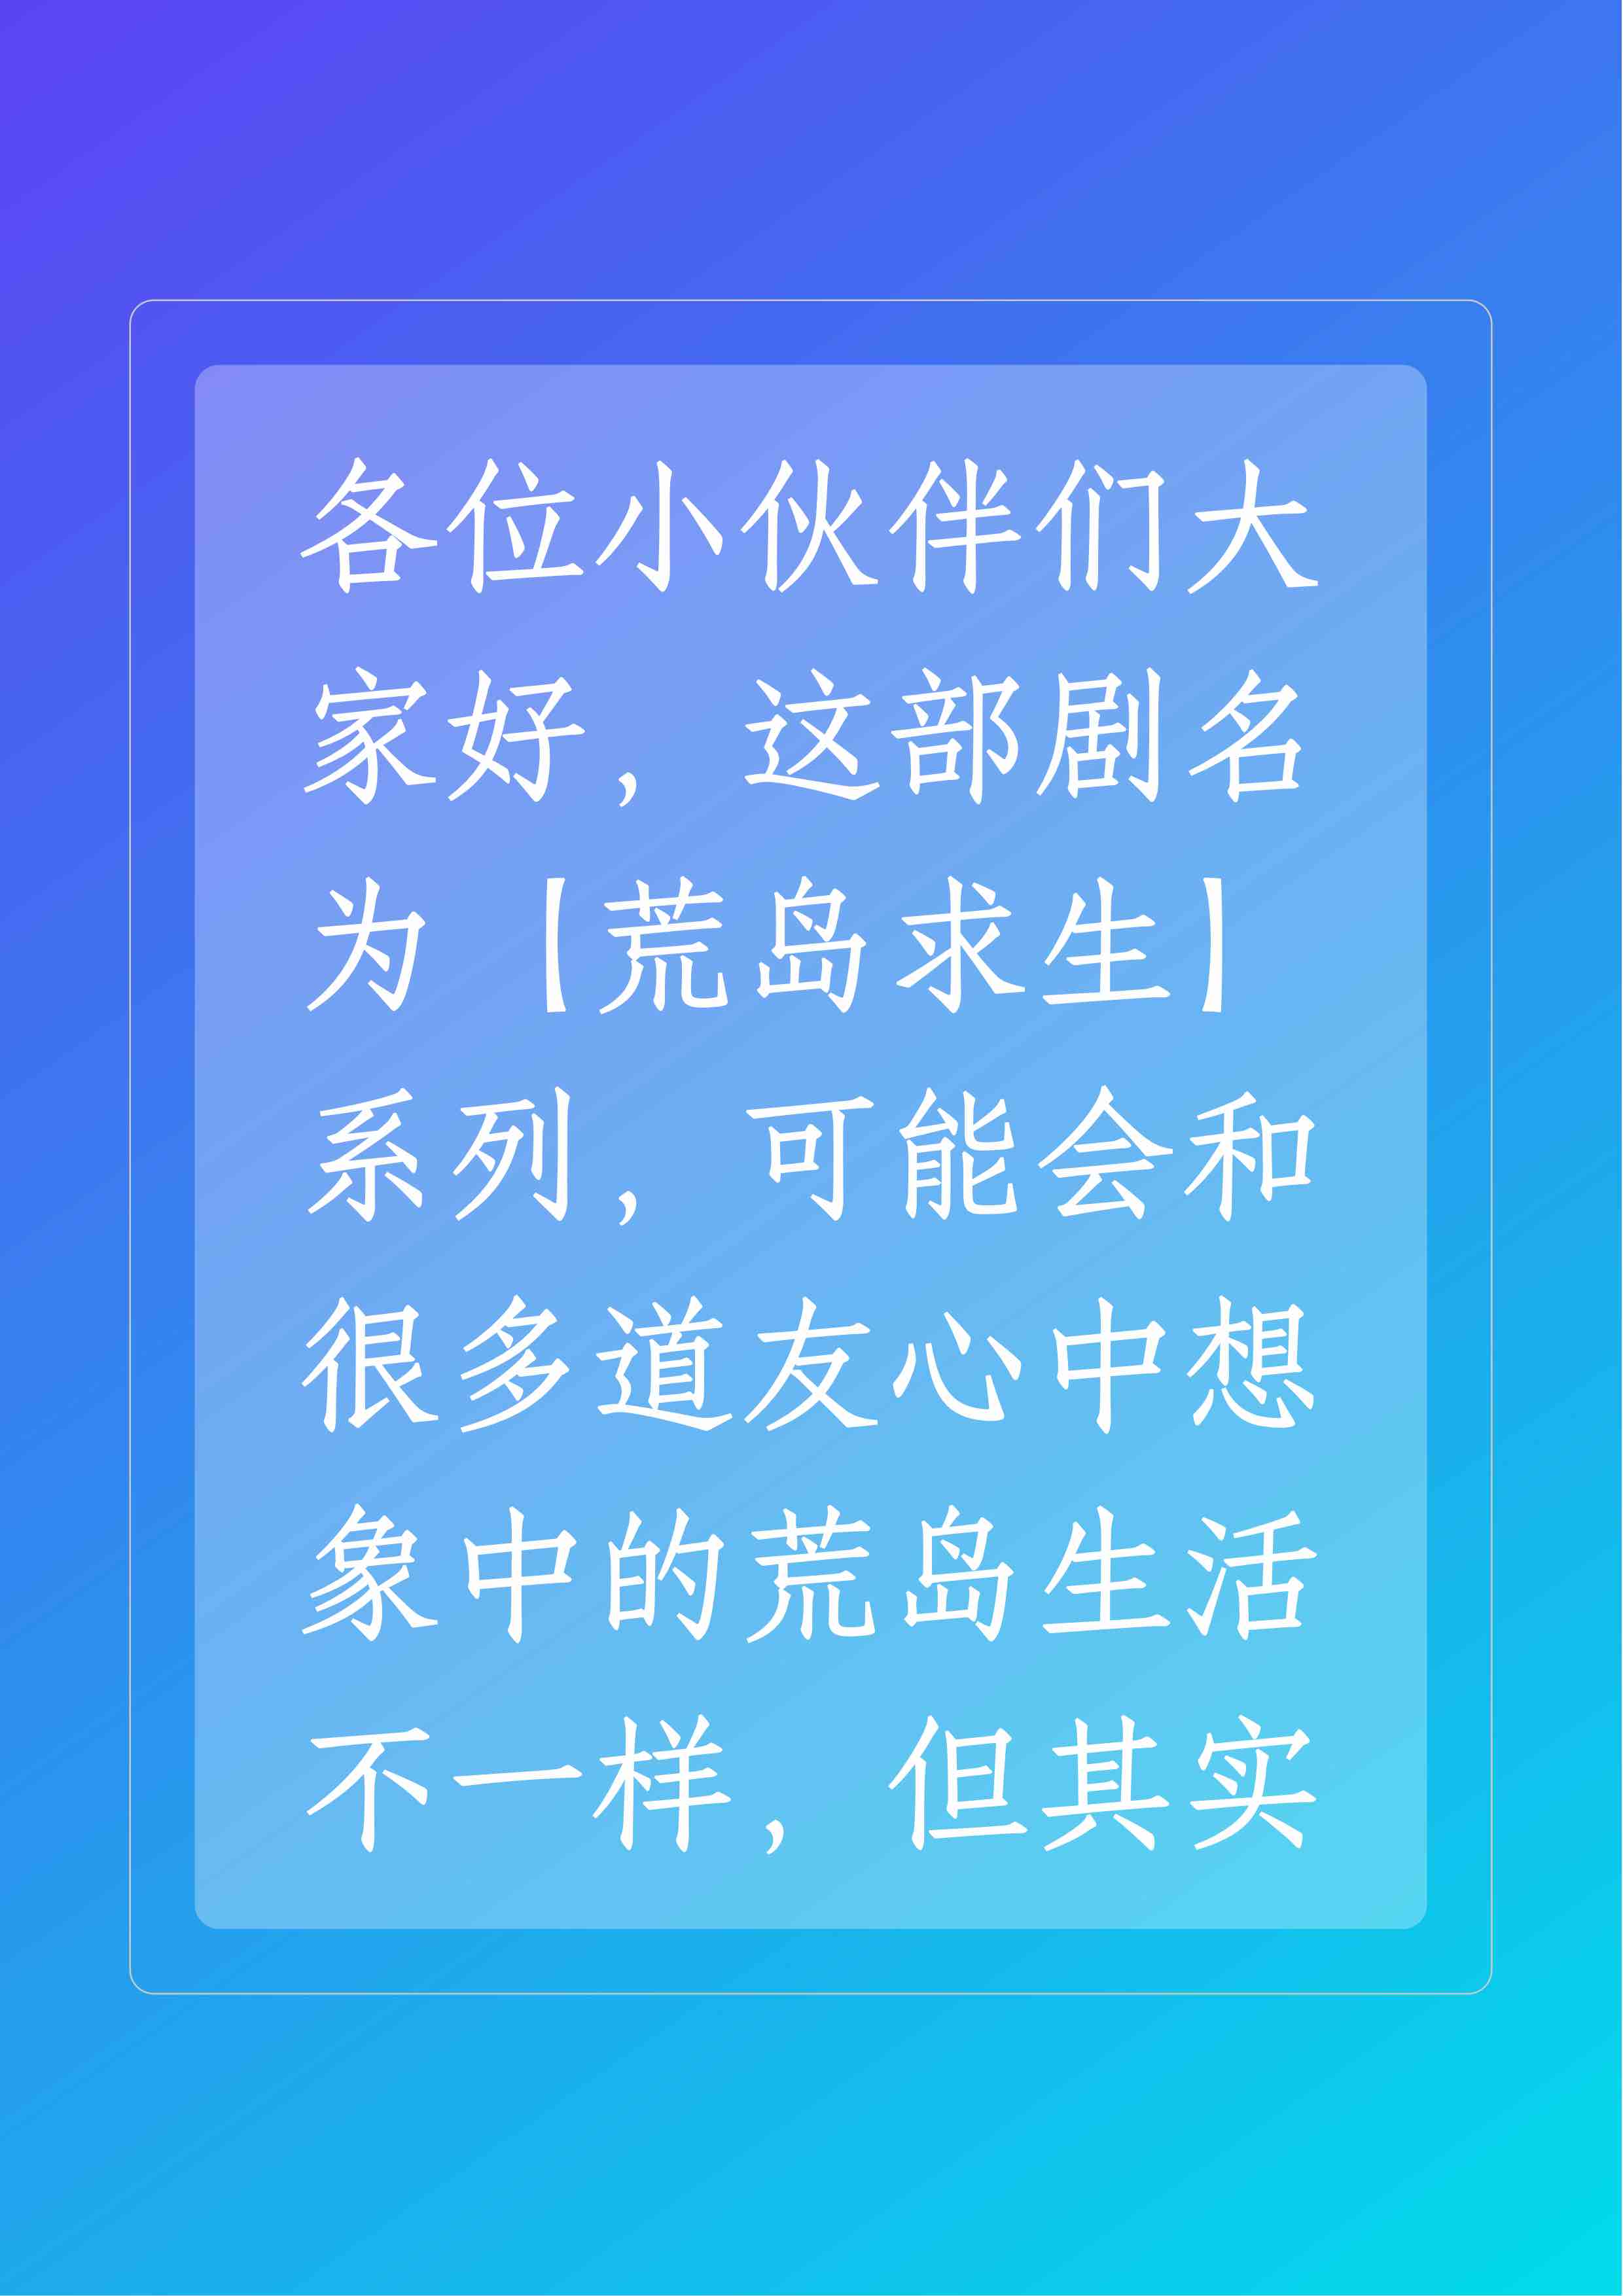 各位小伙伴们大
家好，这部剧名
为【荒岛求生】
系列，可能会和
很多道友心中想
象中的荒岛生活
不一样，但其实